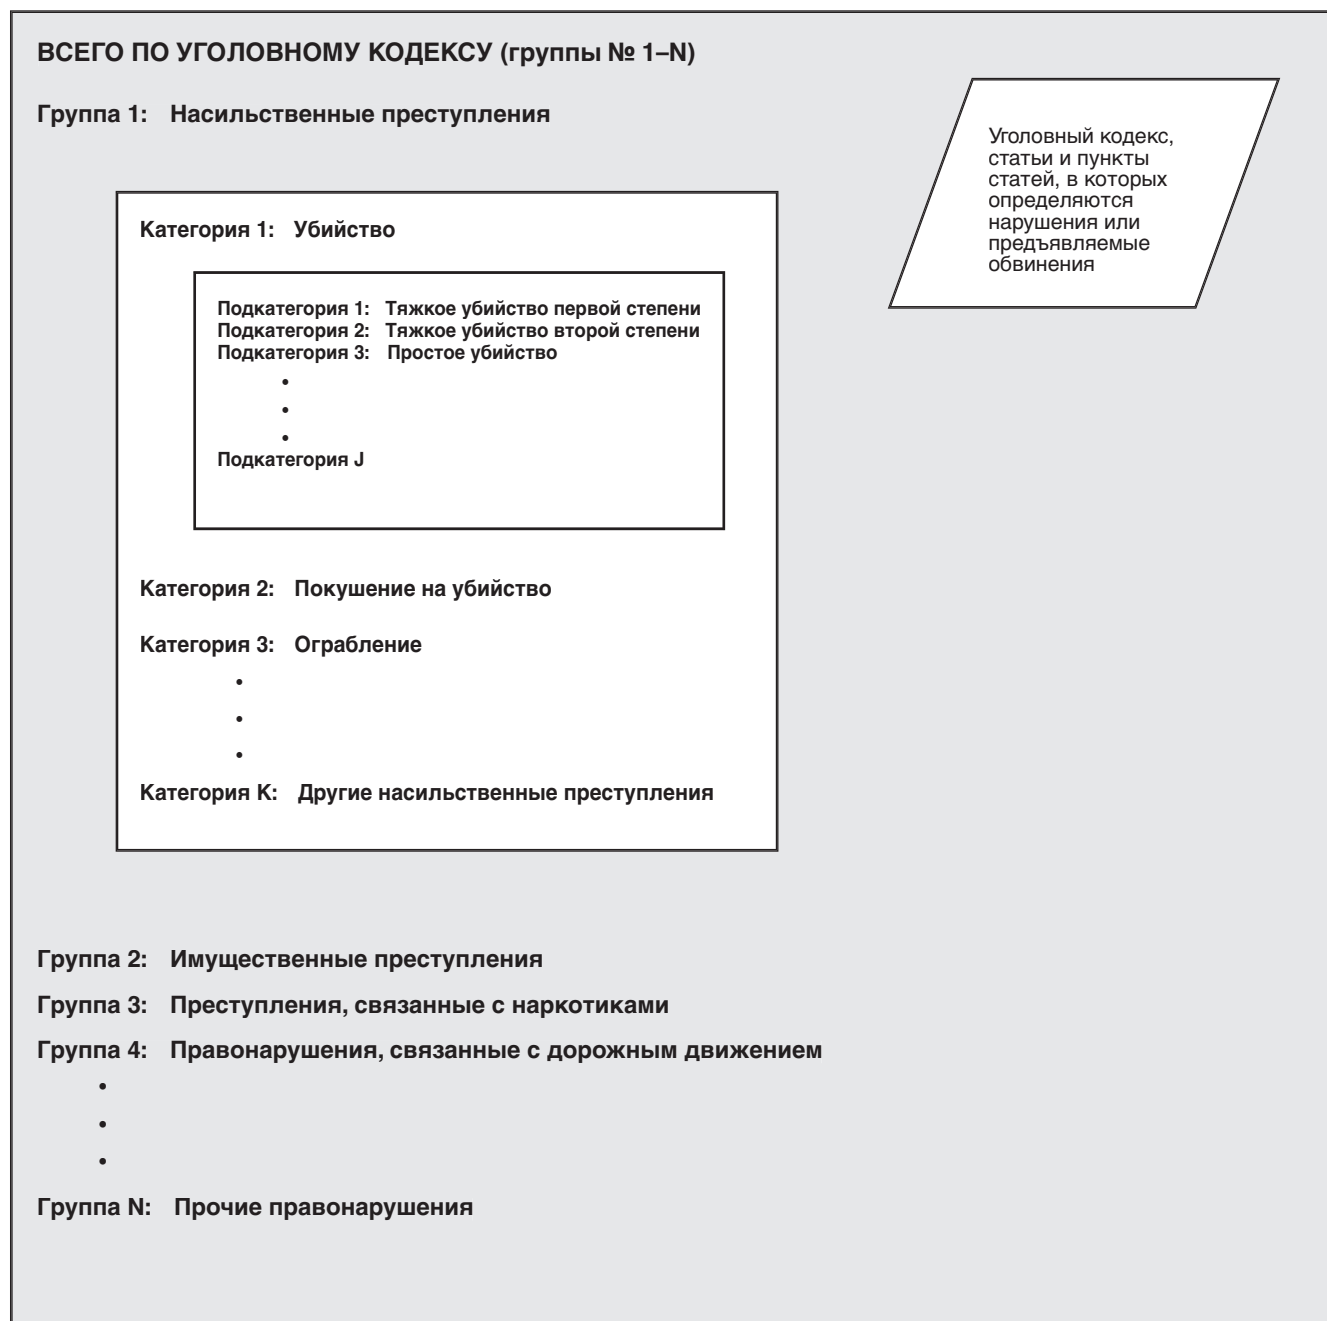 ВСЕГО ПО УГОЛОВНОМУ КОДЕКСУ (группы № 1–N)
Группа 1: Насильственные преступления
Уголовный кодекс,
статьи и пункты
статей, в которых
определяются
нарушения или
предъявляемые
обвинения
Категория 1: Убийство
Подкатегория 1: Тяжкое убийство первой степени
Подкатегория 2: Тяжкое убийство второй степени
Подкатегория 3: Простое убийство
•
•
•
Подкатегория J
Категория 2: Покушение на убийство
Категория 3: Ограбление
•
•
•
Категория K: Другие насильственные преступления
Группа 2: Имущественные преступления
Группа 3: Преступления, связанные с наркотиками
Группа 4: Правонарушения, связанные с дорожным движением
•
•
•
Группа N: Прочие правонарушения